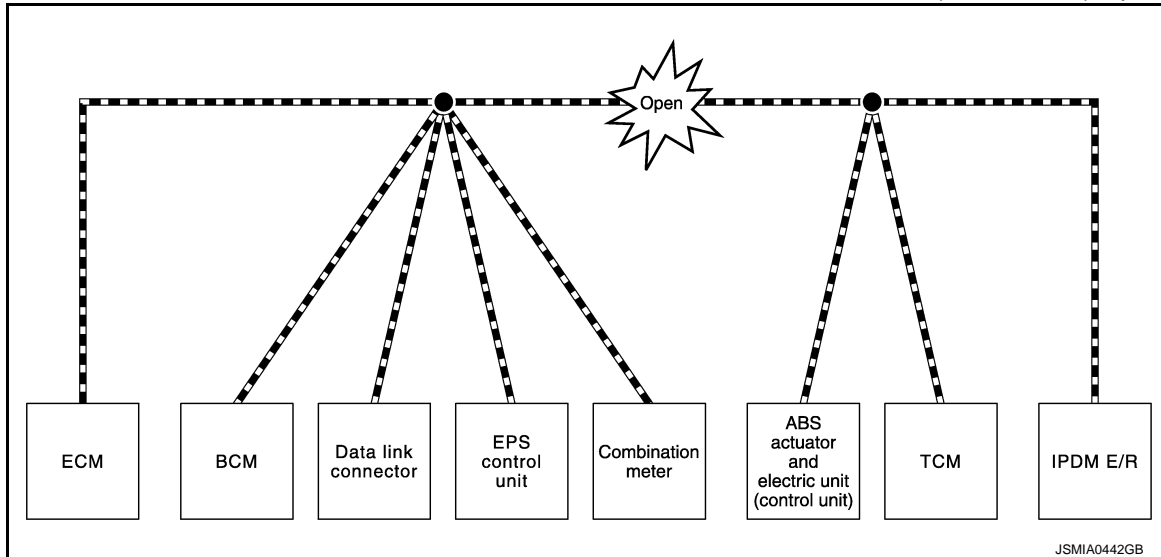 Open
ECM
BCM
Data link
connector
EPS
control
unit
Combination
meter
ABS
actuator
and
electric unit
(control unit)
TCM
IPDM E/R
JSMIA0442GB